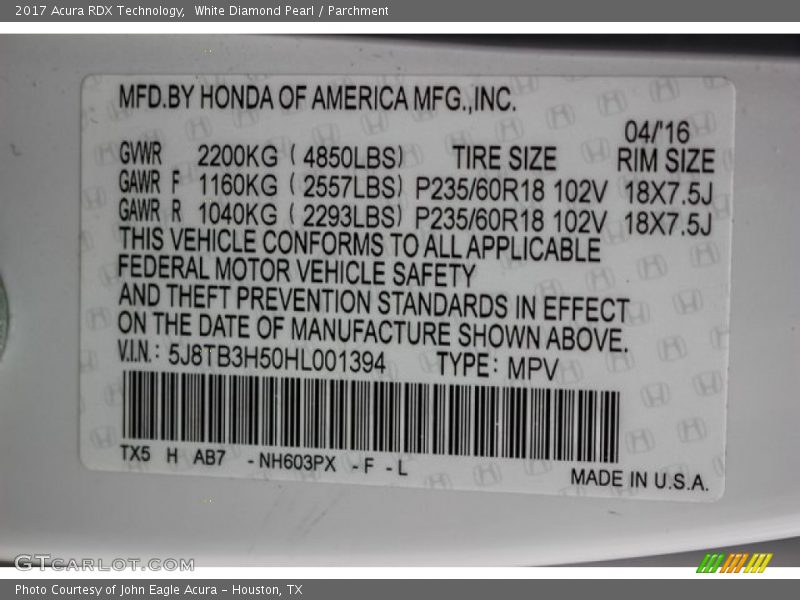 2017 Acura RDX Technology,  White Diamond Pearl / Parchment
MFD.BY HONDA OF AMERICA MFG.,INC.
04/'16
GVWR 2200KG ( 4850LBS) TIRE SIZE RIM SIZE
GAWR F 1160KG ( 2557LBS) P235/60R18 102V 18X7.5J
GAWR R 1040KG ( 2293LBS) P235/60R18 102V 18X7.5J
THIS VEHICLE CONFORMS TO ALL APPLICABLE
FEDERAL MOTOR VEHICLE SAFETY
AND THEFT PREVENTION STANDARDS IN EFFECT
ON THE DATE OF MANUFACTURE SHOWN ABOVE.
V.I.N.: 5J8TB3H50HL001394 TYPE: MPV
TX5 H AB7 -NH603PX -F -L
MADE IN U.S.A.
GTCARLOT.COM
Photo Courtesy of John Eagle Acura - Houston, TX